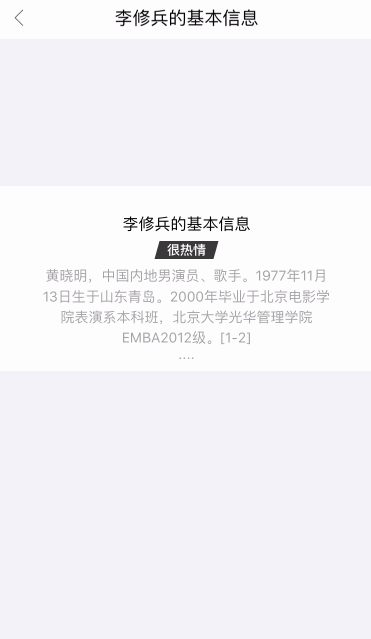 李修兵的基本信息
李修兵的基本信息
很热情
黄晓明，中国内地男演员、歌手。1977年11月
13日生于山东青岛。2000年毕业于北京电影学
院表演系本科班，北京大学光华管理学院
EMBA2012级。[1-2]
....